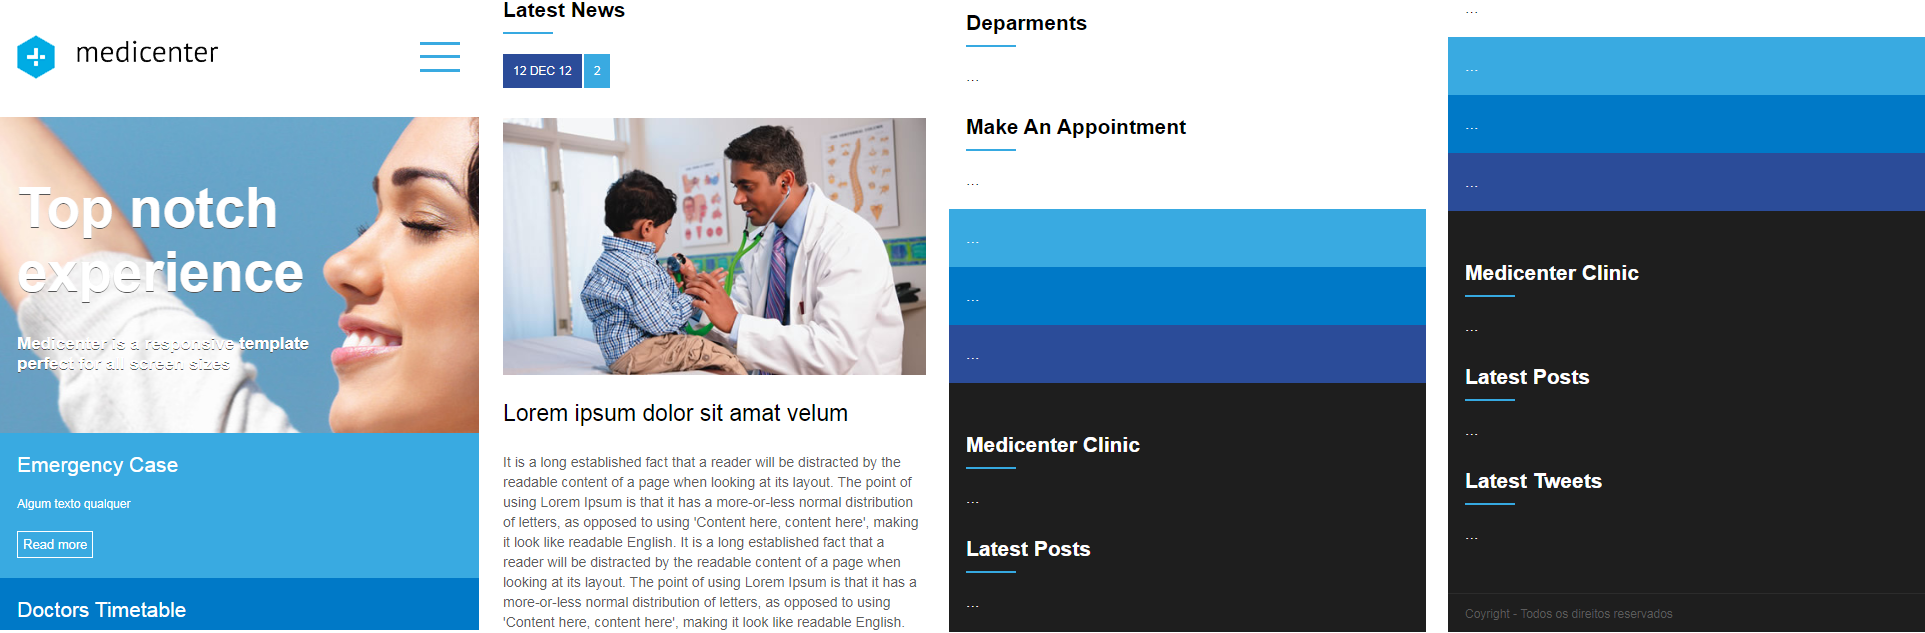 medicenter
Top notch
experience
Medicenter is a responsive template
perfect for all screen sizes
Emergency Case
Algum texto qualquer
Read more
Doctors Timetable
Latest News
12 DEC 12 2
Lorem ipsum dolor sit amat velum
It is a long established fact that a reader will be distracted by the
readable content of a page when looking at its layout. The point of
using Lorem Ipsum is that it has a more-or-less normal distribution
of letters, as opposed to using 'Content here, content here', making
it look like readable English. It is a long established fact that a
reader will be distracted by the readable content of a page when
looking at its layout. The point of using Lorem Ipsum is that it has a
more-or-less normal distribution of letters, as opposed to using
'Content here, content here', making it look like readable English.
Deparments
...
Make An Appointment
...
...
...
...
Medicenter Clinic
...
Latest Posts
...
...
...
...
...
Medicenter Clinic
...
Latest Posts
...
Latest Tweets
...
Coyright - Todos os direitos reservados